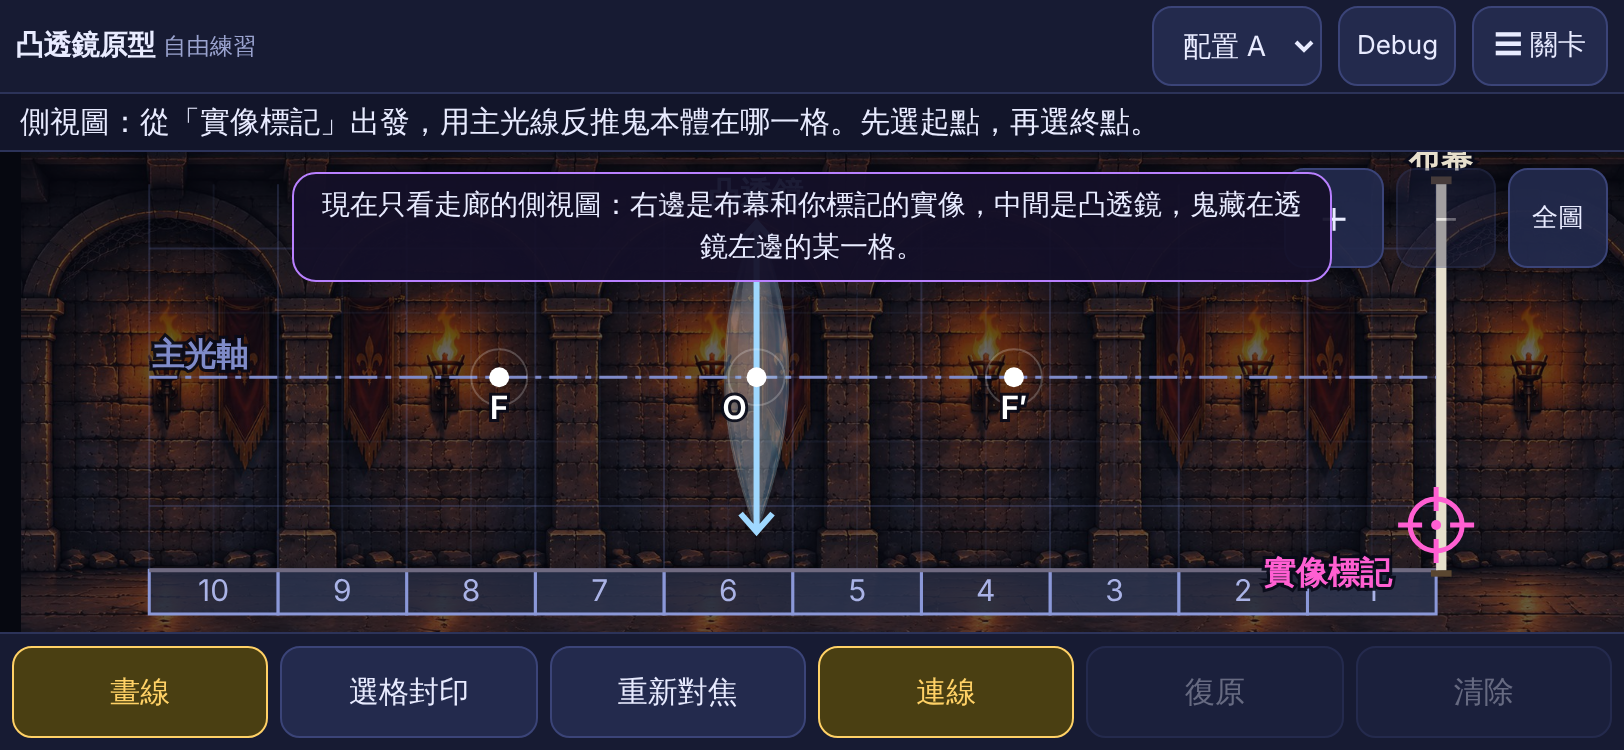 凸透鏡原型 自由練習
配置 A
Debug
☰ 關卡
側視圖：從「實像標記」出發，用主光線反推鬼本體在哪一格。先選起點，再選終點。
布幕
現在只看走廊的側視圖：右邊是布幕和你標記的實像，中間是凸透鏡，鬼藏在透
鏡左邊的某一格。
+
−
全圖
主光軸
F
O
F′
實像標記
10 9 8 7 6 5 4 3 2 1
畫線
選格封印
重新對焦
連線
復原
清除